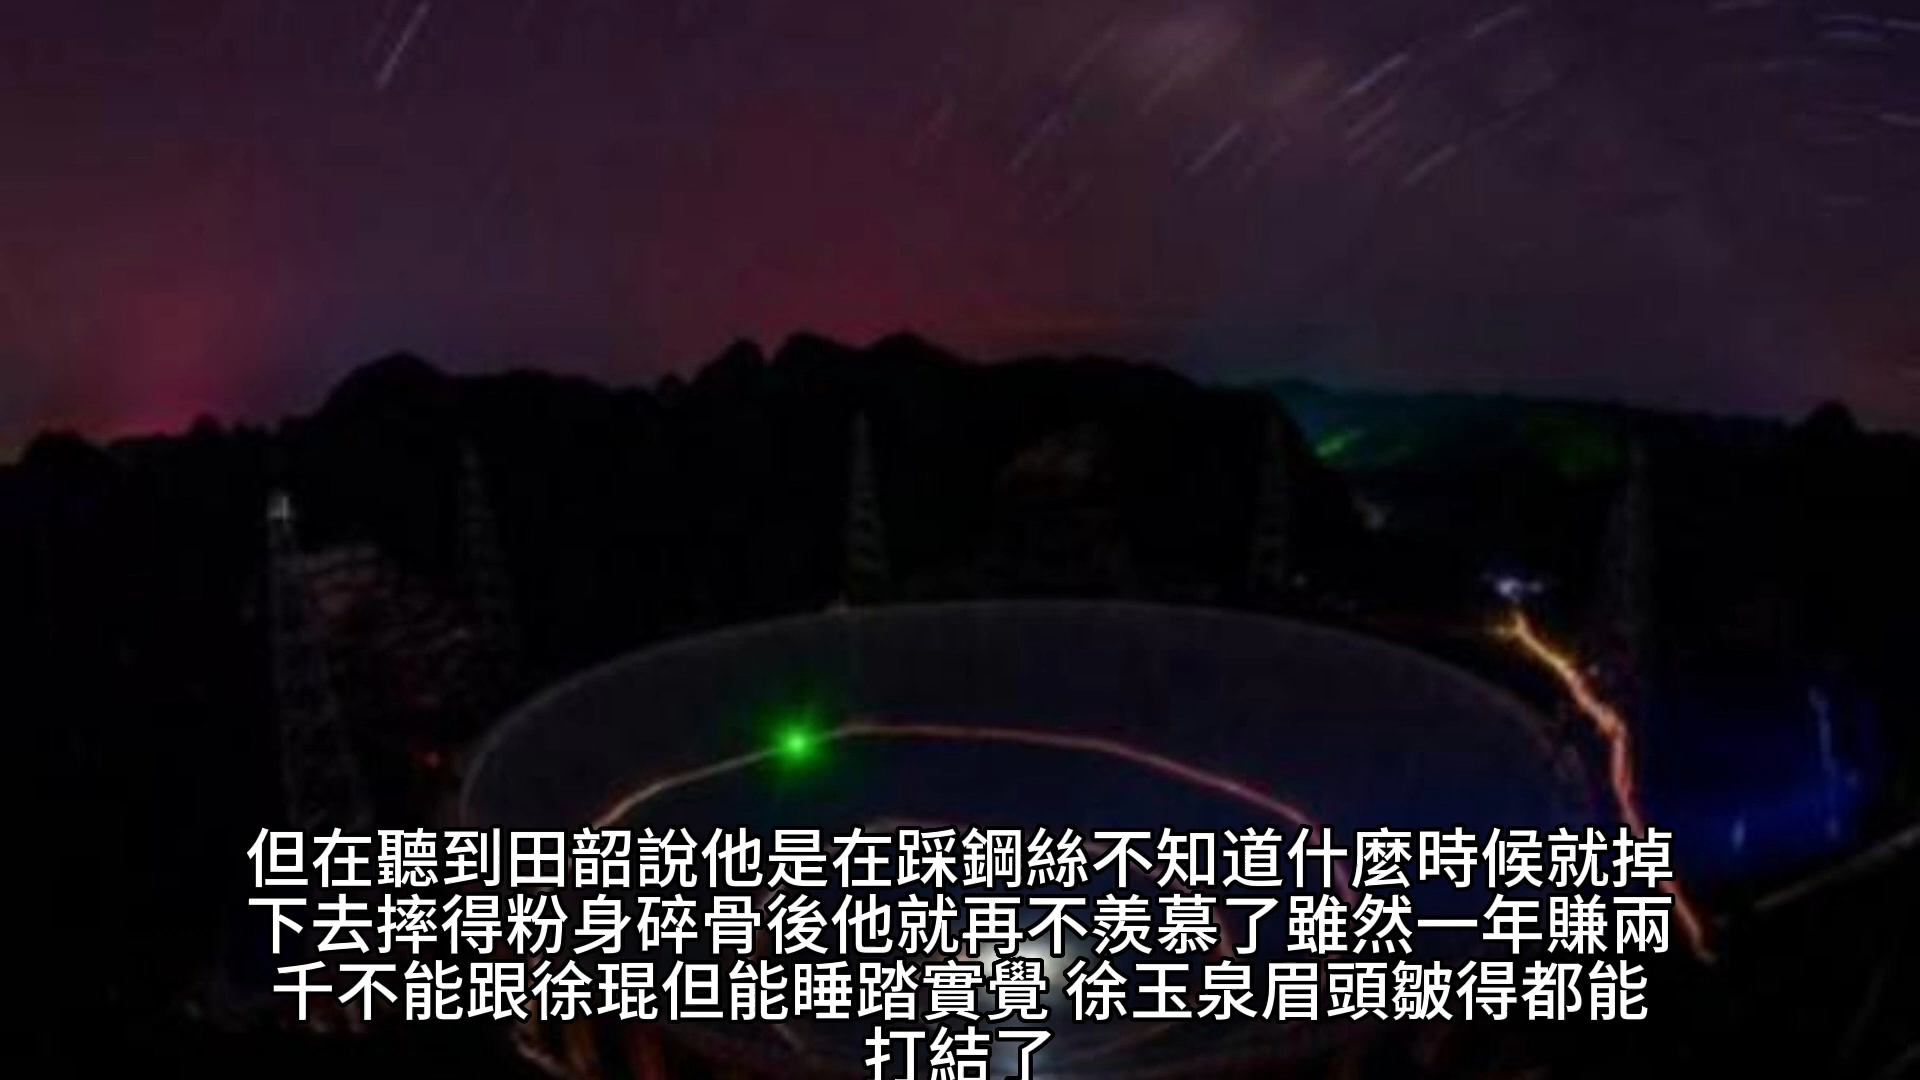 但在聽到田韶說他是在踩鋼絲不知道什麼時候就掉
下去摔得粉身碎骨後他就再不羨慕了雖然一年賺兩
千不能跟徐琨但能睡踏實覺 徐玉泉眉頭皺得都能
打結了